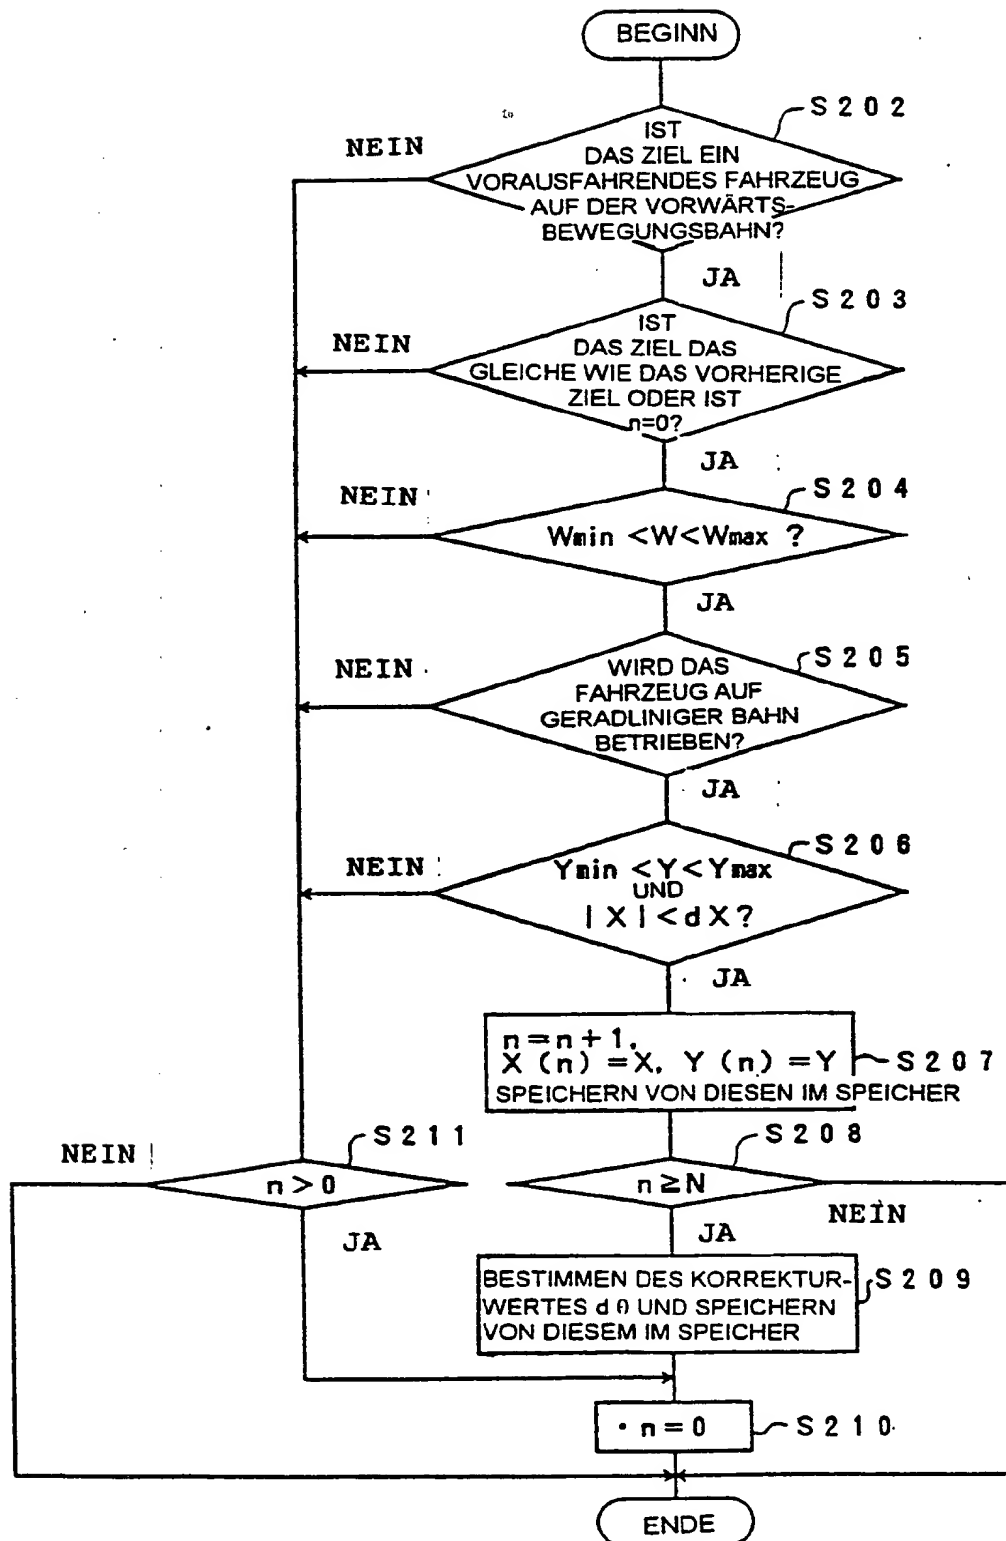 BEGINN
S202
NEIN
IST
DAS ZIEL EIN
VORAUSFAHRENDES FAHRZEUG
AUF DER VORWÄRTS-
BEWEGUNGSBAHN?
JA
S203
NEIN
IST
DAS ZIEL DAS
GLEICHE WIE DAS VORHERIGE
ZIEL ODER IST
n=0?
JA
S204
NEIN
Wmin <W<Wmax ?
JA
S205
NEIN
WIRD DAS
FAHRZEUG AUF
GERADLINIGER BAHN
BETRIEBEN?
JA
S206
NEIN
Ymin <Y<Ymax
UND
|X|<dX?
JA
n=n+1,
X (n) =X, Y (n) =Y
SPEICHERN VON DIESEN IM SPEICHER
S207
S211
NEIN
n>0
JA
S208
n≥N
NEIN
JA
BESTIMMEN DES KORREKTUR-
WERTES dθ UND SPEICHERN
VON DIESEM IM SPEICHER
S209
n=0
S210
ENDE